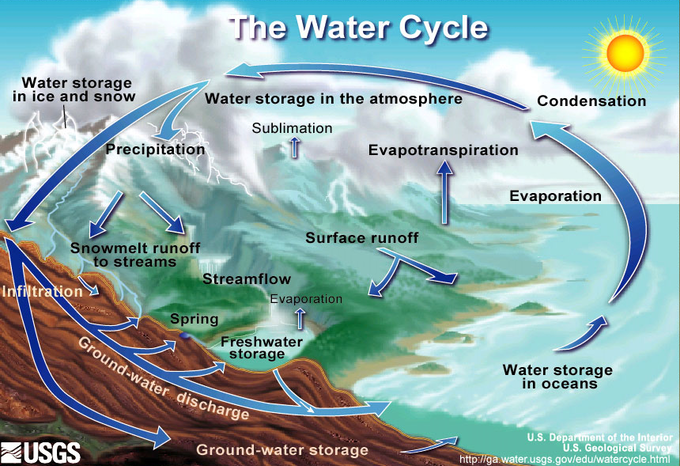 The Water Cycle
Water storage
in ice and snow
Water storage in the atmosphere
Condensation
Sublimation
Precipitation
Evapotranspiration
Evaporation
Snowmelt runoff
to streams
Surface runoff
Streamflow
Infiltration
Evaporation
Spring
Freshwater
storage
Ground-water discharge
Water storage
in oceans
Ground-water storage
U.S. Department of the Interior
U.S. Geological Survey
http://ga.water.usgs.gov/edu/watercycle.html
USGS